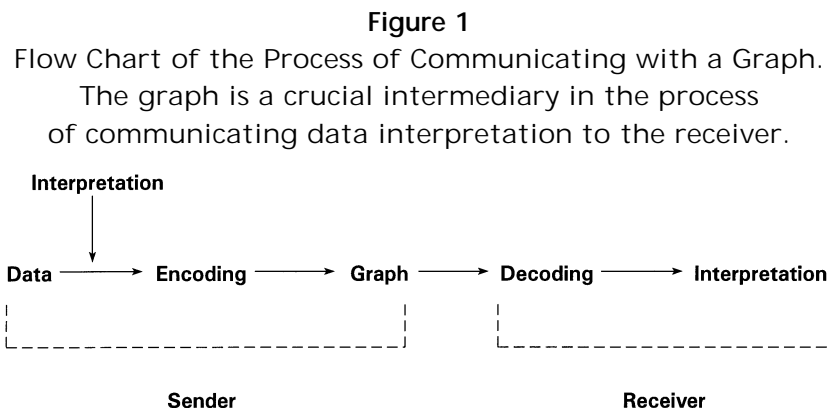 Figure 1
Flow Chart of the Process of Communicating with a Graph.
The graph is a crucial intermediary in the process
of communicating data interpretation to the receiver.
Interpretation
Data Encoding Graph Decoding Interpretation
Sender Receiver